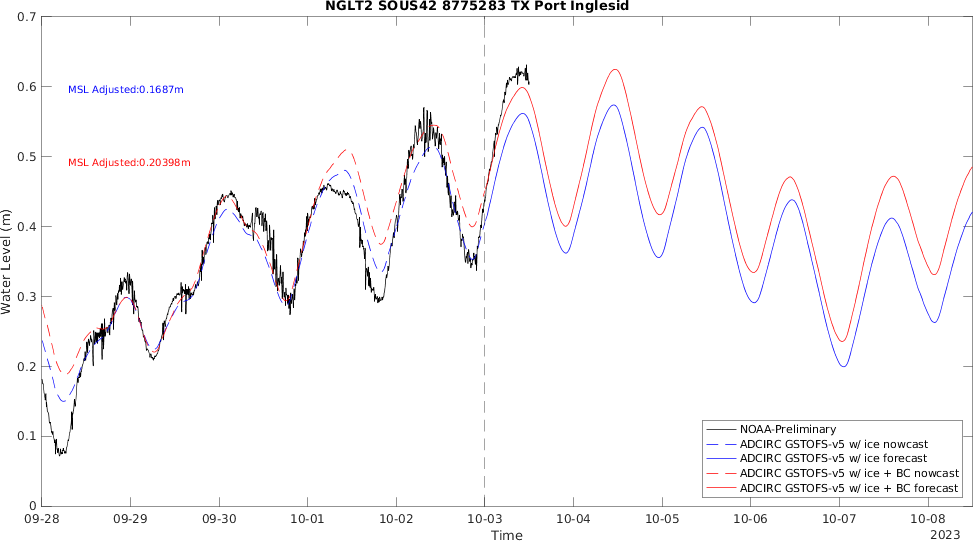 NGLT2 SOUS42 8775283 TX Port Inglesid
0.7
0.6
0.5
0.4
0.3
0.2
0.1
0
Water Level (m)
MSL Adjusted:0.1687m
MSL Adjusted:0.20398m
NOAA-Preliminary
ADCIRC GSTOFS-v5 w/ ice nowcast
ADCIRC GSTOFS-v5 w/ ice forecast
ADCIRC GSTOFS-v5 w/ ice + BC nowcast
ADCIRC GSTOFS-v5 w/ ice + BC forecast
09-28 09-29 09-30 10-01 10-02 10-03 10-04 10-05 10-06 10-07 10-08
Time
2023